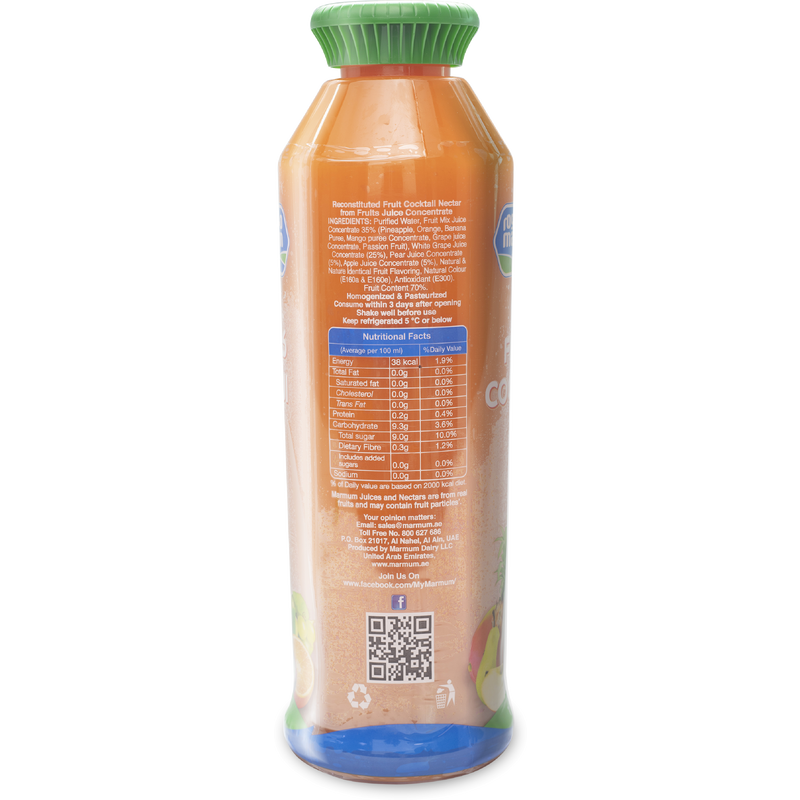 Reconstituted Fruit Cocktail Nectar
from Fruits Juice Concentrate
INGREDIENTS: Purified Water, Fruit Mix Juice
Concentrate 35% (Pineapple, Orange, Banana
Puree, Mango puree Concentrate, Grape juice
Concentrate, Passion Fruit), White Grape Juice
Concentrate (25%), Pear Juice Concentrate
(5%), Apple Juice Concentrate (5%), Natural &
Nature Identical Fruit Flavoring, Natural Colour
(E160a & E160e), Antioxidant (E300).
Fruit Content 70%.
Homogenized & Pasteurized
Consume within 3 days after opening
Shake well before use
Keep refrigerated 5 °C or below
Nutritional Facts
(Average per 100 ml) %Daily Value
Energy 38 kcal 1.9%
Total Fat 0.0g 0.0%
Saturated fat 0.0g 0.0%
Cholesterol 0.0g 0.0%
Trans Fat 0.0g 0.0%
Protein 0.2g 0.4%
Carbohydrate 9.3g 3.6%
Total sugar 9.0g 10.0%
Dietary Fibre 0.3g 1.2%
Includes added
sugars 0.0g 0.0%
Sodium 0.0g 0.0%
% of Daily value are based on 2000 kcal diet.
Marmum Juices and Nectars are from real
fruits and may contain fruit particles.
Your opinion matters:
Email: sales@marmum.ae
Toll Free No. 800 627 686
P.O. Box 21017, Al Nahel, Al Ain, UAE
Produced by Marmum Dairy LLC
United Arab Emirates.
www.marmum.ae
Join Us On
www.facebook.com/MyMarmum/
f